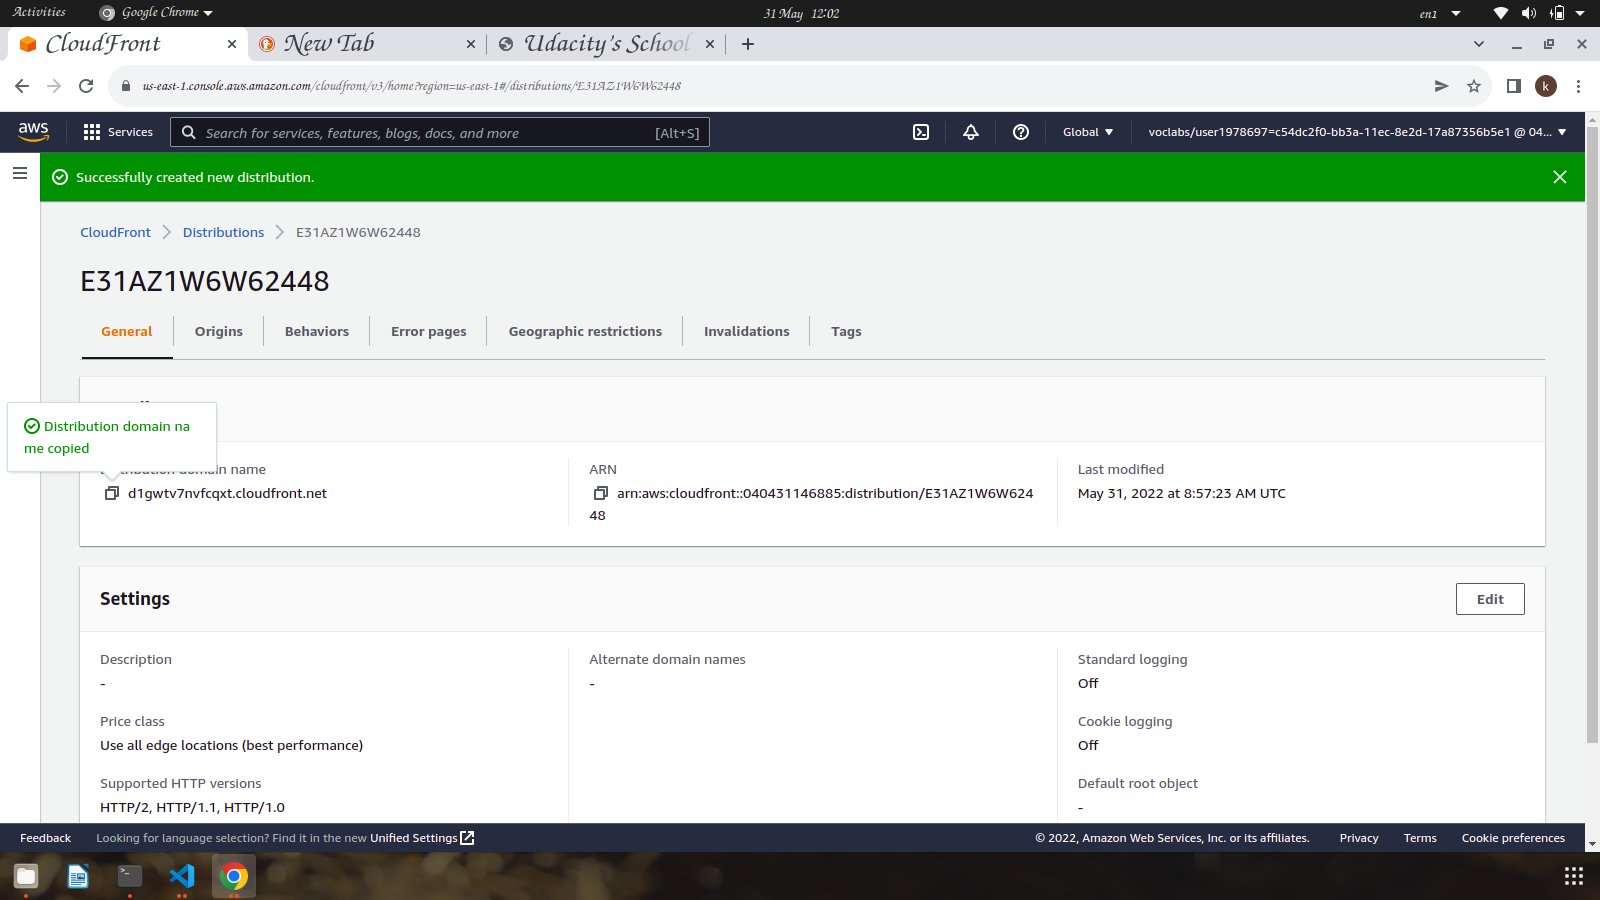 Activities
Google Chrome
31 May 12:02
en1
CloudFront
New Tab
Udacity's School
us-east-1.console.aws.amazon.com/cloudfront/v3/home?region=us-east-1#/distributions/E31AZ1W6W62448
k
aws
Services
Search for services, features, blogs, docs, and more
[Alt+S]
Global
voclabs/user1978697=c54dc2f0-bb3a-11ec-8e2d-17a87356b5e1 @ 04...
Successfully created new distribution.
CloudFront
Distributions
E31AZ1W6W62448
E31AZ1W6W62448
General
Origins
Behaviors
Error pages
Geographic restrictions
Invalidations
Tags
Distribution domain na
me copied
domain name
d1gwtv7nvfcqxt.cloudfront.net
ARN
arn:aws:cloudfront::040431146885:distribution/E31AZ1W6W624
48
Last modified
May 31, 2022 at 8:57:23 AM UTC
Settings
Edit
Description
-
Price class
Use all edge locations (best performance)
Supported HTTP versions
HTTP/2, HTTP/1.1, HTTP/1.0
Alternate domain names
-
Standard logging
Off
Cookie logging
Off
Default root object
-
Feedback
Looking for language selection? Find it in the new Unified Settings
© 2022, Amazon Web Services, Inc. or its affiliates.
Privacy
Terms
Cookie preferences